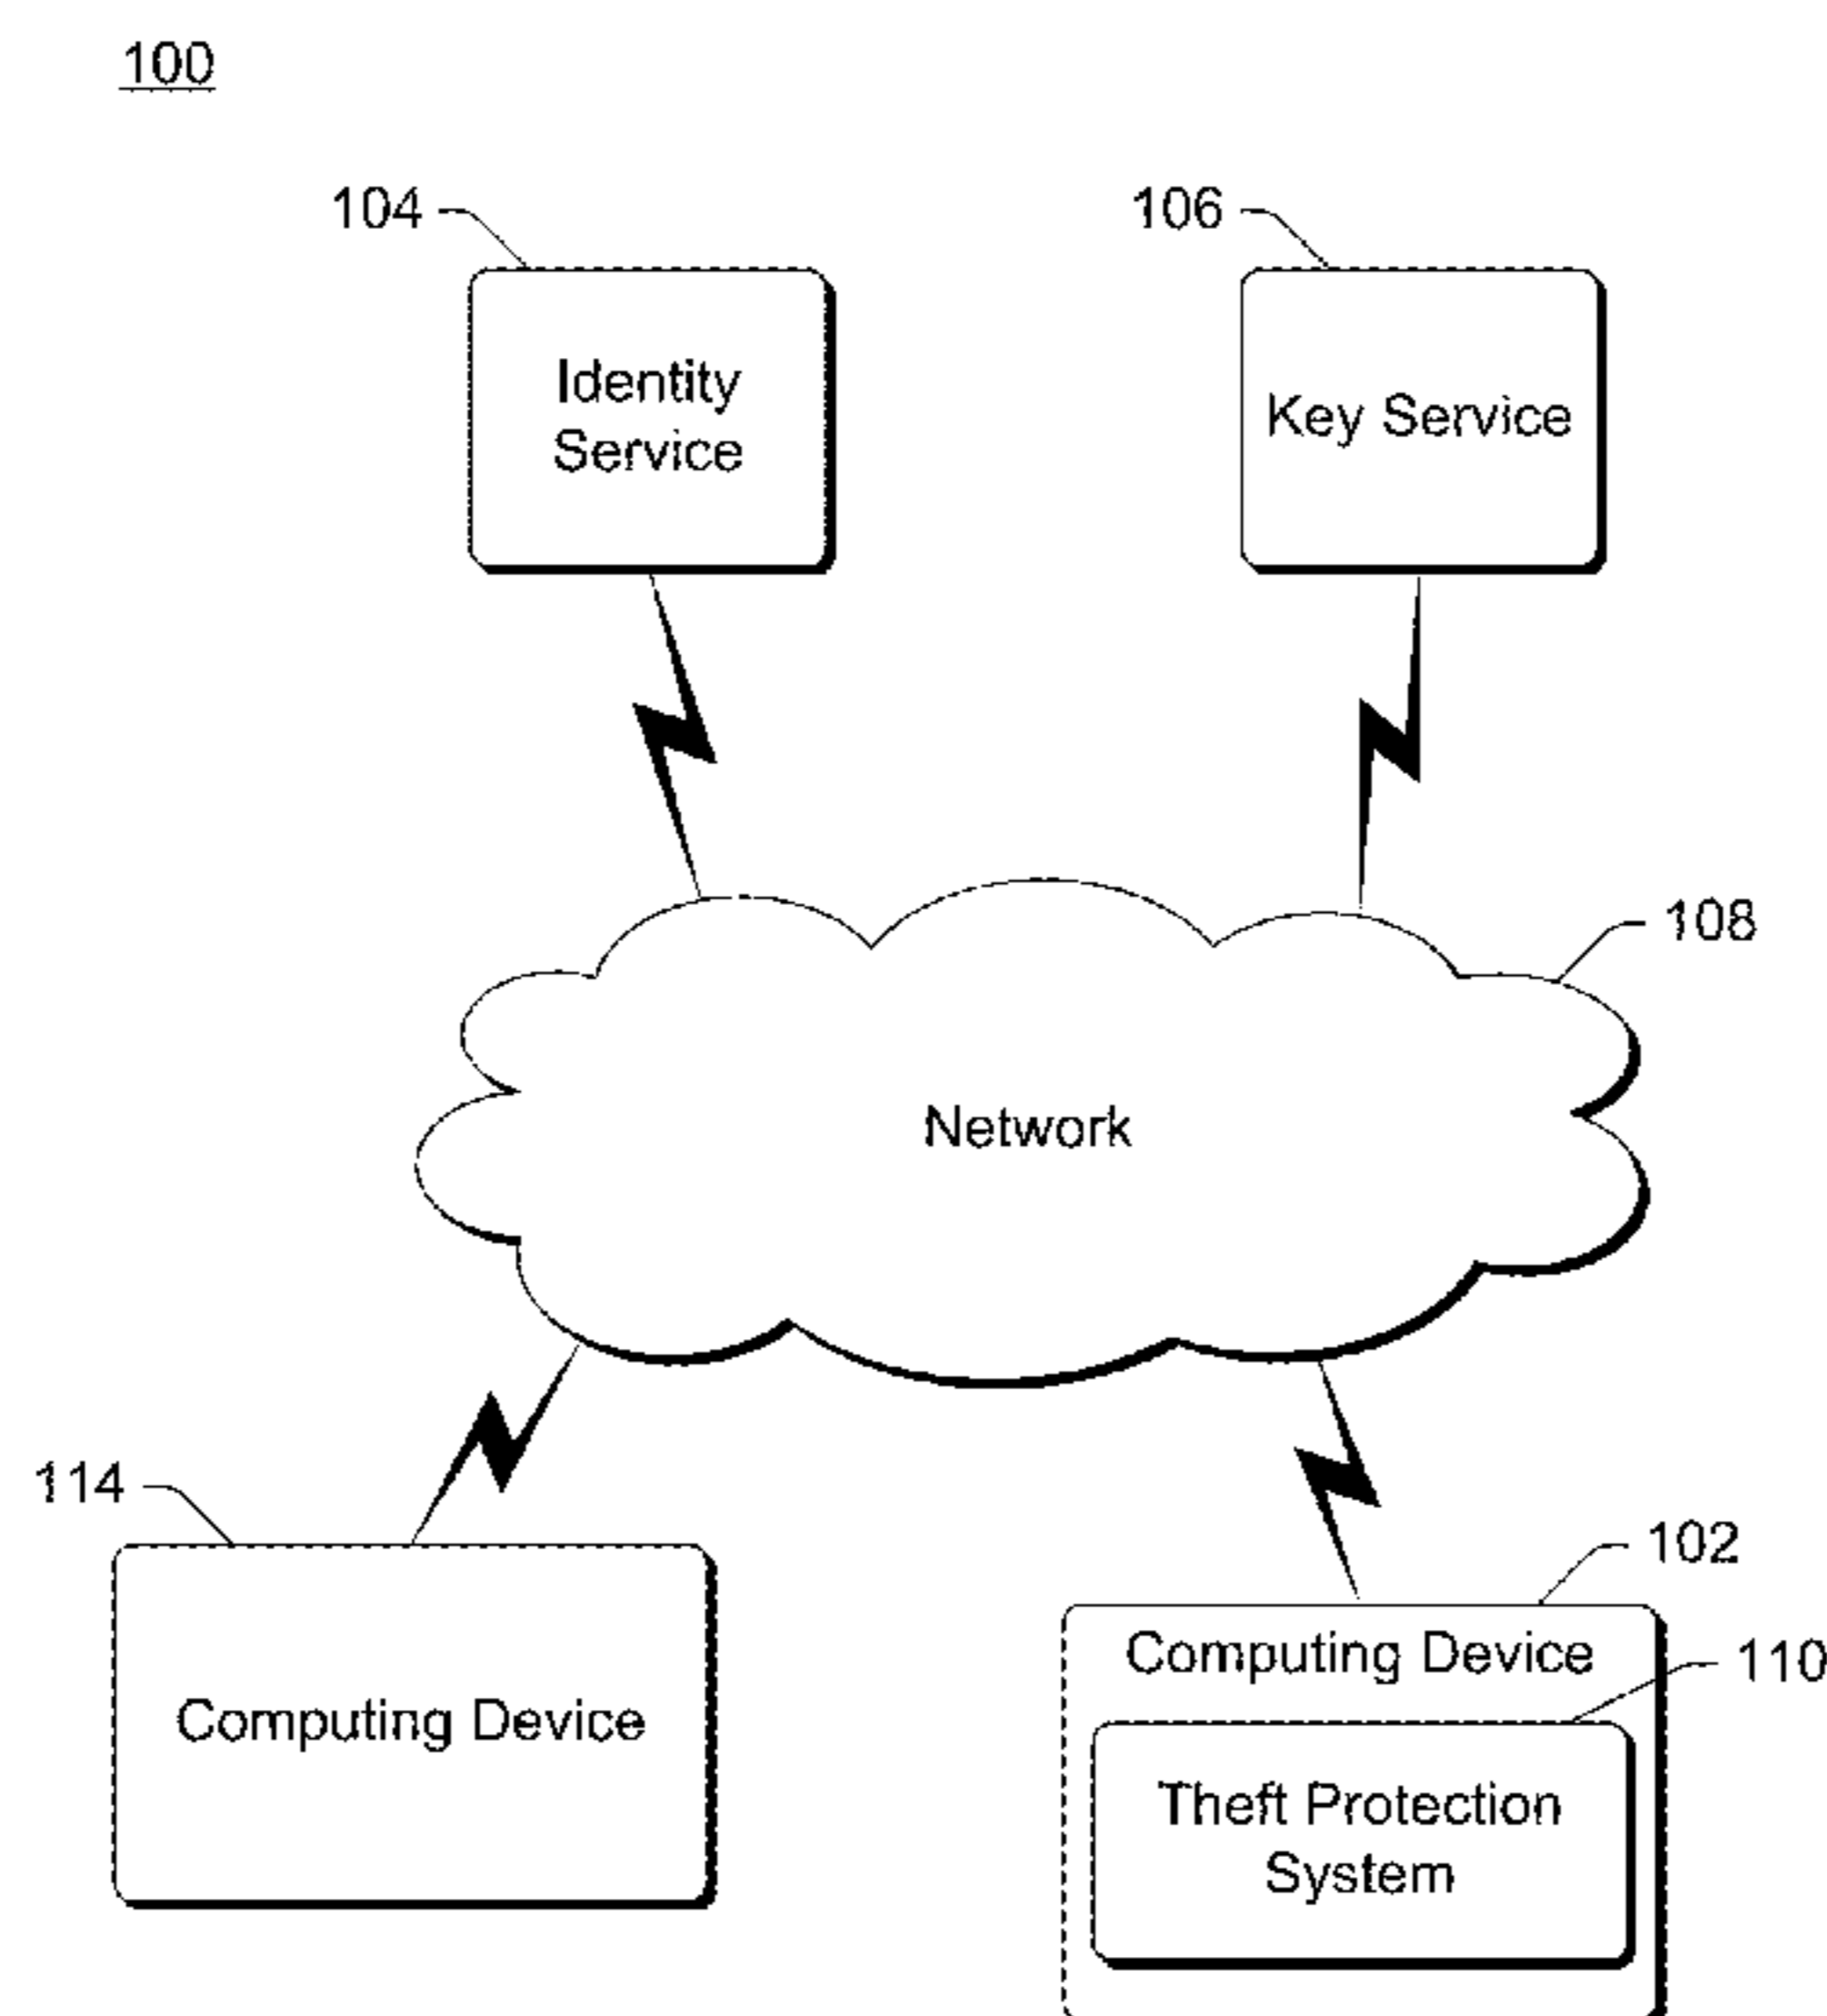 100
104
106
Identity
Service
Key Service
108
Network
114
102
Computing Device
110
Computing Device
Theft Protection
System